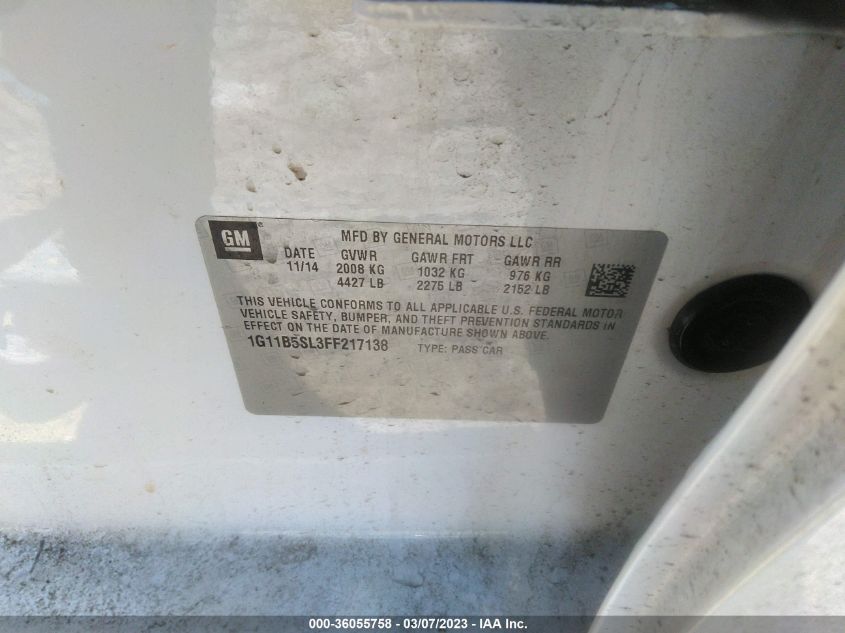 GM
MFD BY GENERAL MOTORS LLC
DATE GVWR GAWR FRT GAWR RR
11/14 2008 KG 1032 KG 976 KG
4427 LB 2275 LB 2152 LB
THIS VEHICLE CONFORMS TO ALL APPLICABLE U.S. FEDERAL MOTOR
VEHICLE SAFETY, BUMPER, AND THEFT PREVENTION STANDARDS IN
EFFECT ON THE DATE OF MANUFACTURE SHOWN ABOVE.
1G11B5SL3FF217138 TYPE: PASS CAR
000-36055758 - 03/07/2023 - IAA Inc.